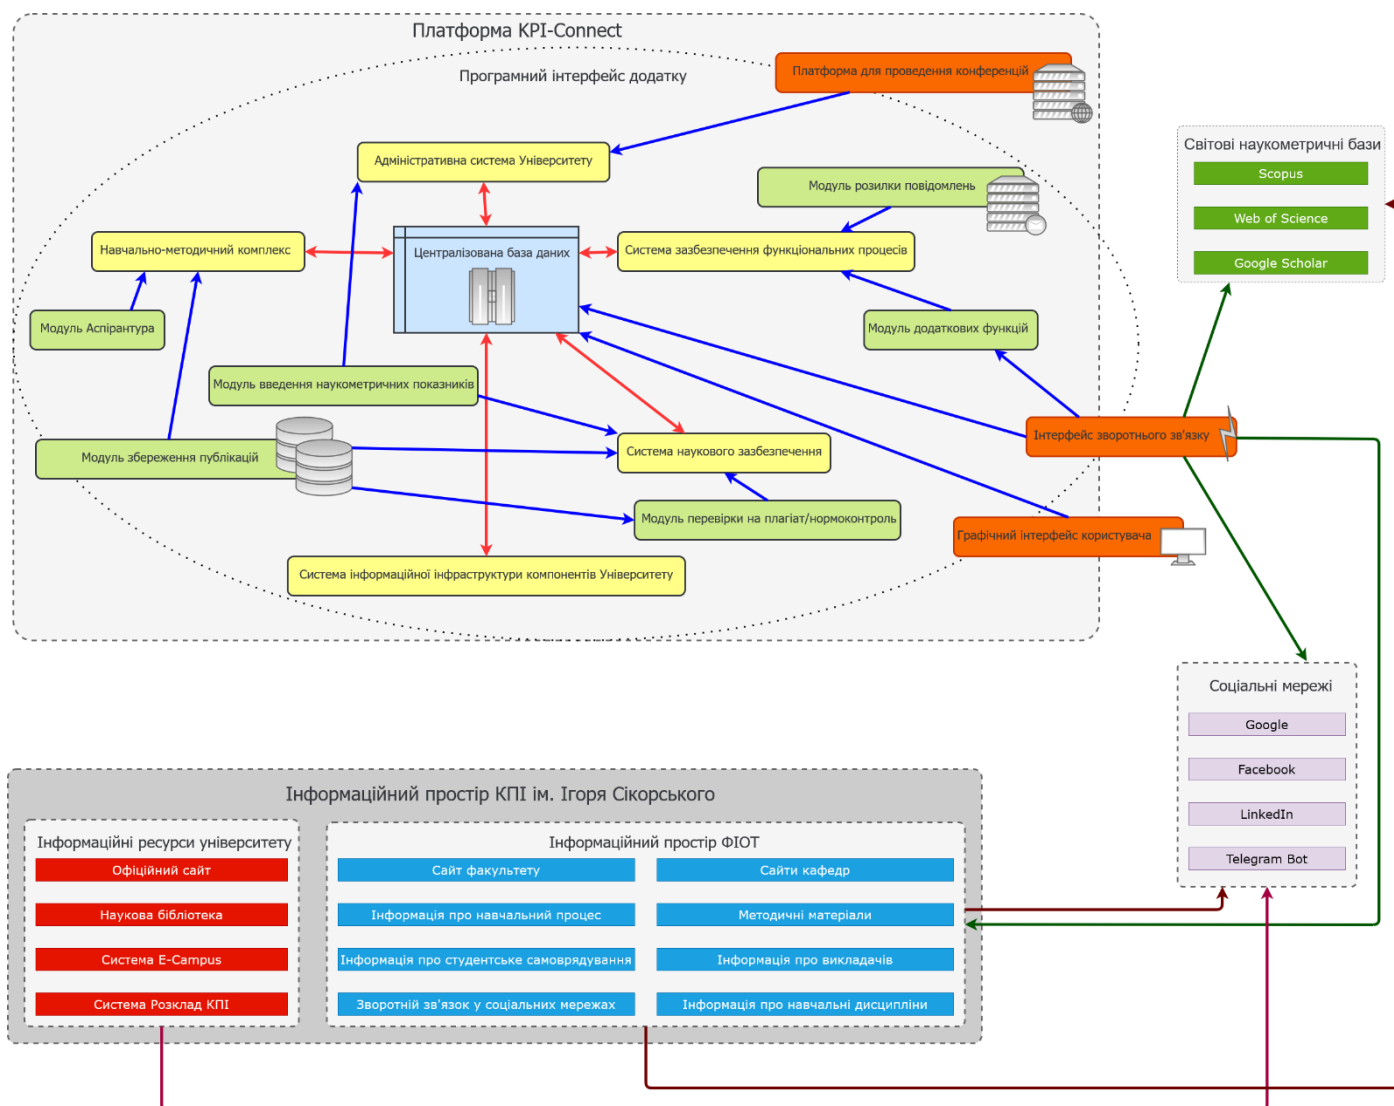 Платформа KPI-Connect
Програмний інтерфейс додатку
Платформа для проведення конференцій
Адміністративна система Університету
Модуль розилки повідомлень
Навчально-методичний комплекс
Централізована база даних
Система зазбезпечення функціональних процесів
Модуль Аспірантура
Модуль додаткових функцій
Модуль введення наукометричних показників
Інтерфейс зворотнього зв'язку
Модуль збереження публікацій
Система наукового зазбезпечення
Модуль перевірки на плагіат/нормоконтроль
Графічний інтерфейс користувача
Система інформаційної інфраструктури компонентів Університету
Світові наукометричні бази
Scopus
Web of Science
Google Scholar
Соціальні мережі
Google
Facebook
LinkedIn
Telegram Bot
Інформаційний простір КПІ ім. Ігоря Сікорського
Інформаційні ресурси університету
Офіційний сайт
Наукова бібліотека
Система E-Campus
Система Розклад КПІ
Інформаційний простір ФІОТ
Сайт факультету
Сайти кафедр
Інформація про навчальний процес
Методичні матеріали
Інформація про студентське самоврядування
Інформація про викладачів
Зворотній зв'язок у соціальних мережах
Інформація про навчальні дисципліни